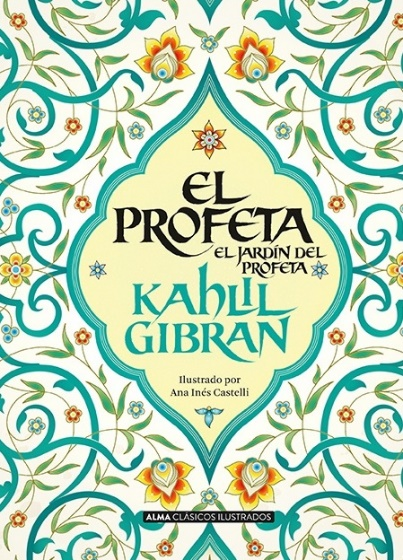 EL
PROFETA
EL JARDÍN DEL
PROFETA
KAHLIL
GIBRAN
Ilustrado por
Ana Inés Castelli
ALMA CLÁSICOS ILUSTRADOS